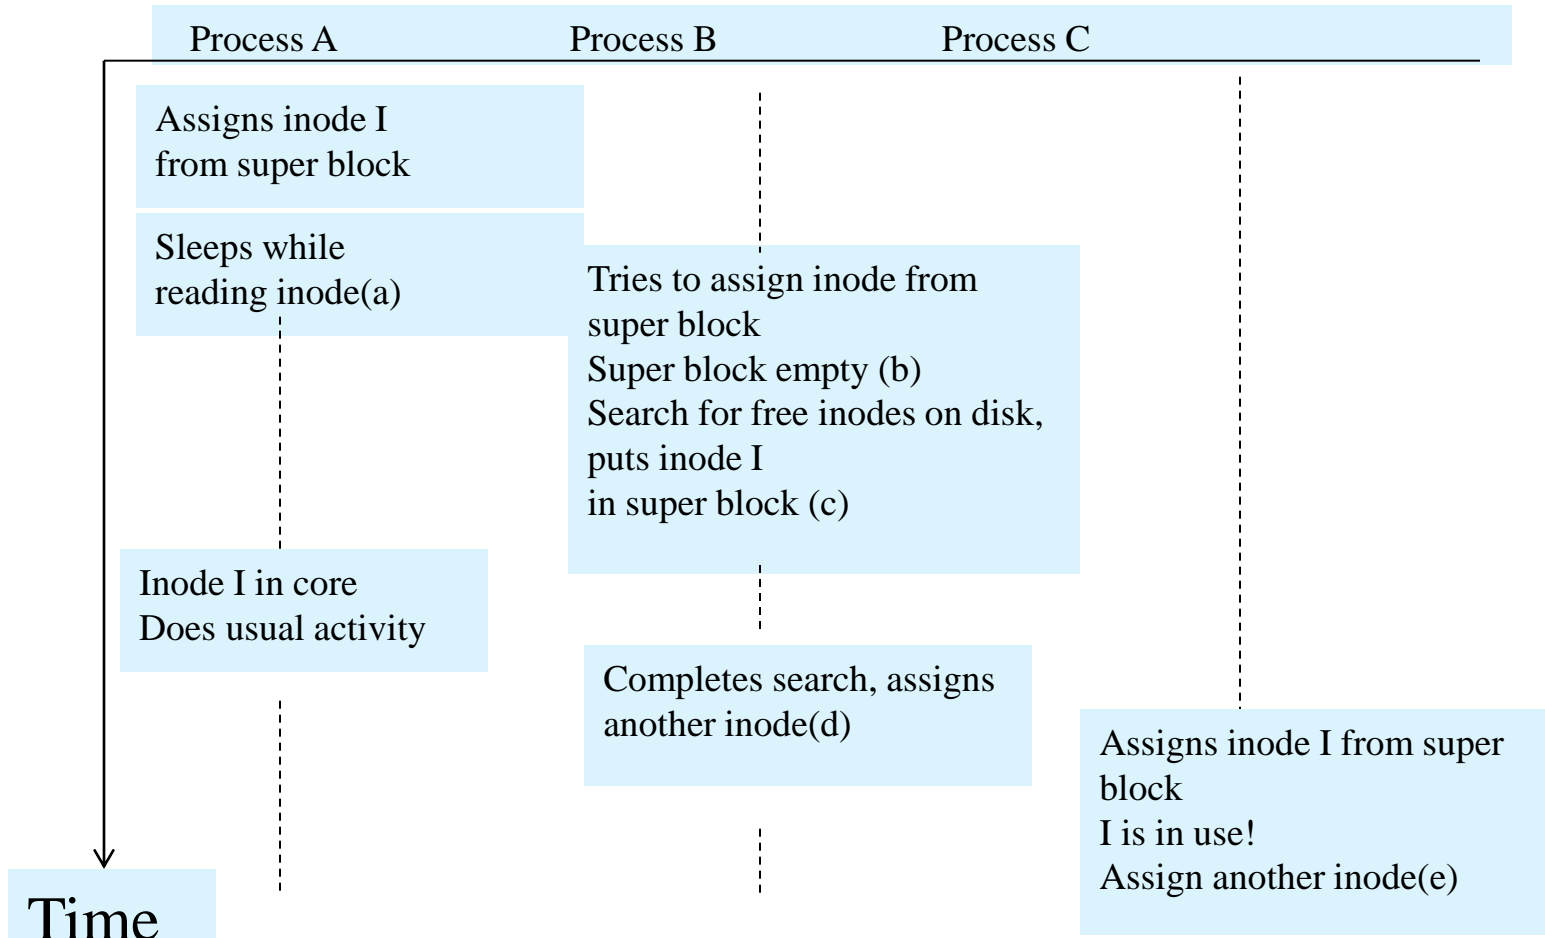 Process A
Process B
Process C
Assigns inode I
from super block
Sleeps while
reading inode(a)
Tries to assign inode from
super block
Super block empty (b)
Search for free inodes on disk,
puts inode I
in super block (c)
Inode I in core
Does usual activity
Completes search, assigns
another inode(d)
Assigns inode I from super
block
I is in use!
Assign another inode(e)
Time